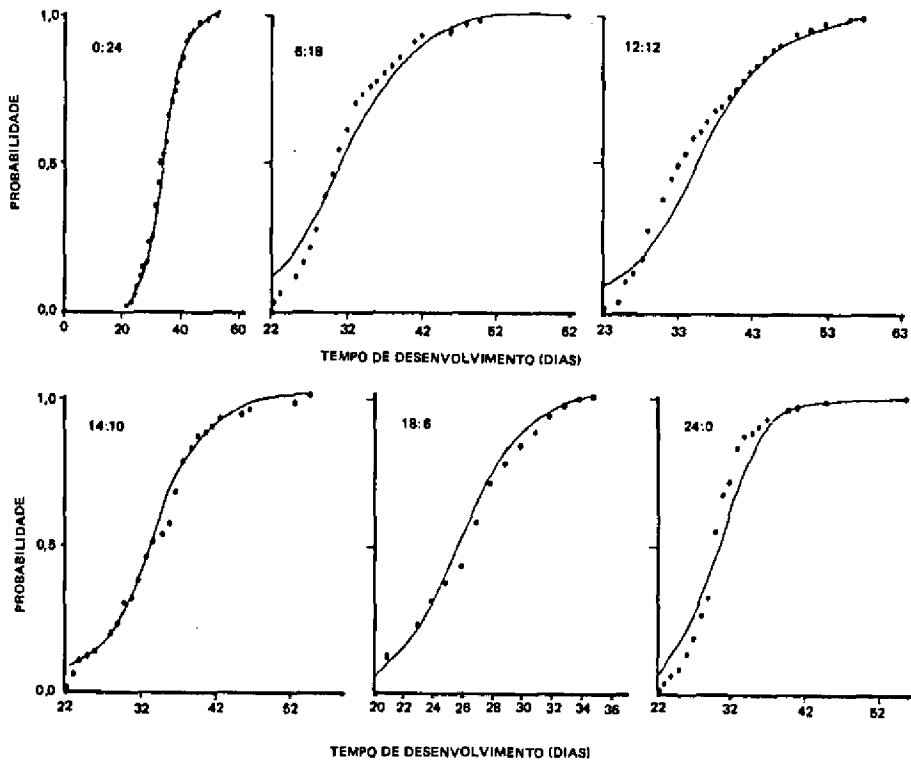 PROBABILIDADE
1,0
0,5
0,0
0:24
0 20 40 60
6:18
22 32 42 52 62
12:12
23 33 43 53 63
TEMPO DE DESENVOLVIMENTO (DIAS)
PROBABILIDADE
1,0
0,5
0,0
14:10
22 32 42 52
18:6
20 22 24 26 28 30 32 34 36
24:0
22 32 42 52
TEMPO DE DESENVOLVIMENTO (DIAS)